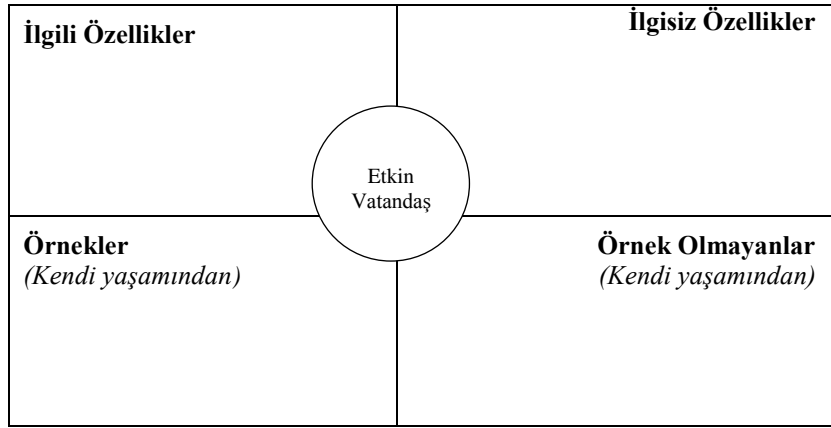 İlgili Özellikler
İlgisiz Özellikler
Etkin
Vatandaş
Örnekler
(Kendi yaşamından)
Örnek Olmayanlar
(Kendi yaşamından)